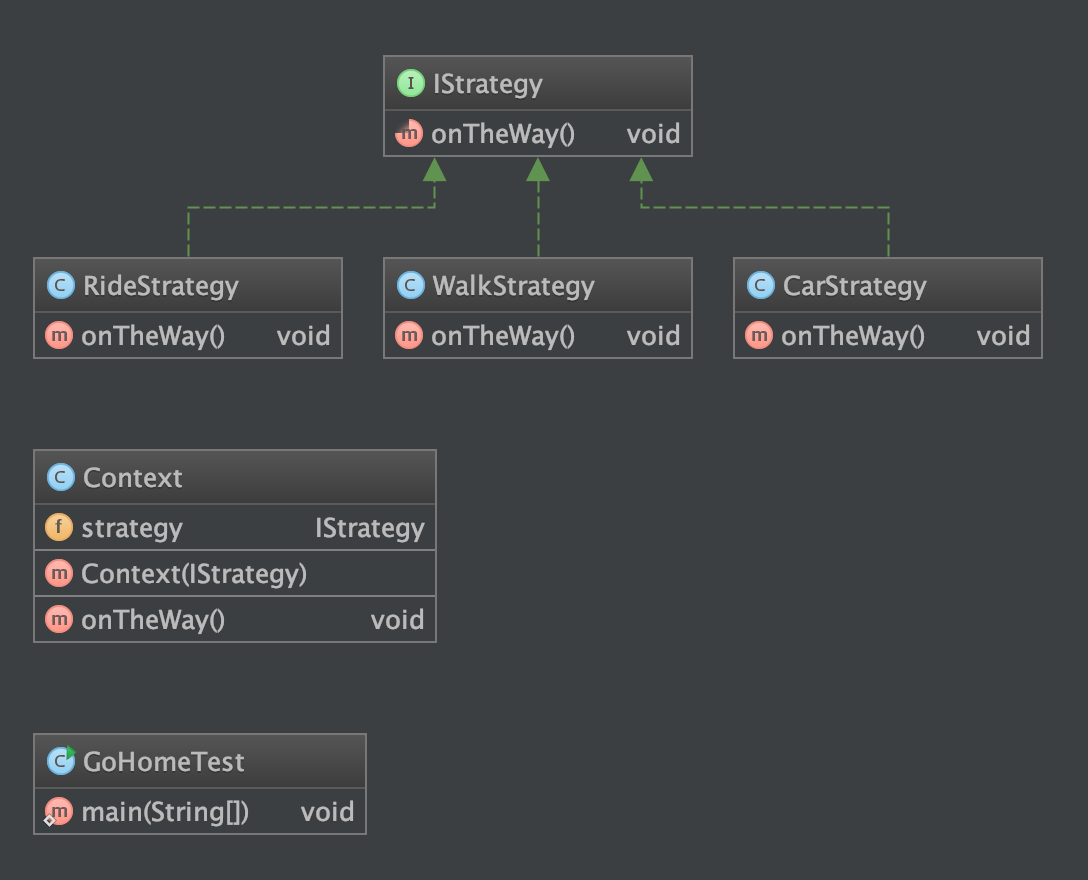 I IStrategy
m onTheWay() void
C RideStrategy
m onTheWay() void
C WalkStrategy
m onTheWay() void
C CarStrategy
m onTheWay() void
C Context
f strategy IStrategy
m Context(IStrategy)
m onTheWay() void
C GoHomeTest
m main(String[]) void